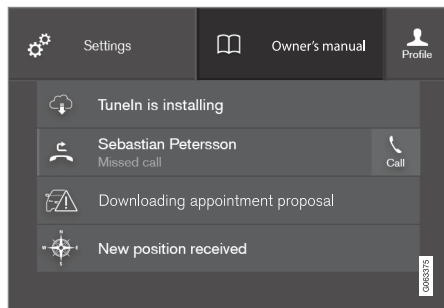 Settings
Owner's manual
Profile
TuneIn is installing
Sebastian Petersson
Missed call
Call
Downloading appointment proposal
New position received
G063375